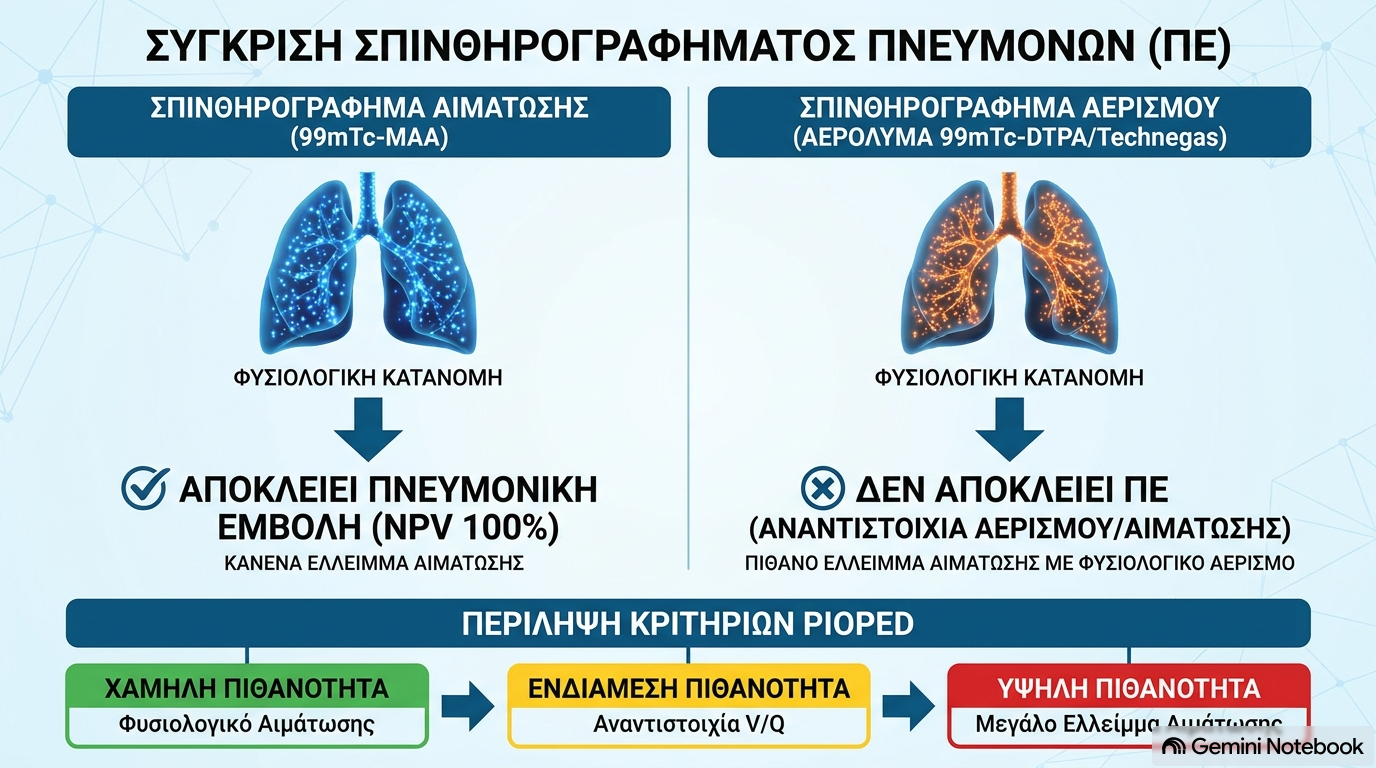 ΣΥΓΚΡΙΣΗ ΣΠΙΝΘΗΡΟΓΡΑΦΗΜΑΤΟΣ ΠΝΕΥΜΟΝΩΝ (ΠΕ)
ΣΠΙΝΘΗΡΟΓΡΑΦΗΜΑ ΑΙΜΑΤΩΣΗΣ
(99mTc-MAA)
ΦΥΣΙΟΛΟΓΙΚΗ ΚΑΤΑΝΟΜΗ
ΑΠΟΚΛΕΙΕΙ ΠΝΕΥΜΟΝΙΚΗ
ΕΜΒΟΛΗ (NPV 100%)
ΚΑΝΕΝΑ ΕΛΛΕΙΜΜΑ ΑΙΜΑΤΩΣΗΣ
ΣΠΙΝΘΗΡΟΓΡΑΦΗΜΑ ΑΕΡΙΣΜΟΥ
(ΑΕΡΟΛΥΜΑ 99mTc-DTPA/Technegas)
ΦΥΣΙΟΛΟΓΙΚΗ ΚΑΤΑΝΟΜΗ
ΔΕΝ ΑΠΟΚΛΕΙΕΙ ΠΕ
(ΑΝΑΝΤΙΣΤΟΙΧΙΑ ΑΕΡΙΣΜΟΥ/ΑΙΜΑΤΩΣΗΣ)
ΠΙΘΑΝΟ ΕΛΛΕΙΜΜΑ ΑΙΜΑΤΩΣΗΣ ΜΕ ΦΥΣΙΟΛΟΓΙΚΟ ΑΕΡΙΣΜΟ
ΠΕΡΙΛΗΨΗ ΚΡΙΤΗΡΙΩΝ PIOPED
ΧΑΜΗΛΗ ΠΙΘΑΝΟΤΗΤΑ
Φυσιολογικό Αιμάτωσης
ΕΝΔΙΑΜΕΣΗ ΠΙΘΑΝΟΤΗΤΑ
Αναντιστοιχία V/Q
ΥΨΗΛΗ ΠΙΘΑΝΟΤΗΤΑ
Μεγάλο Ελλείμμα Αιμάτωσης
Gemini Notebook